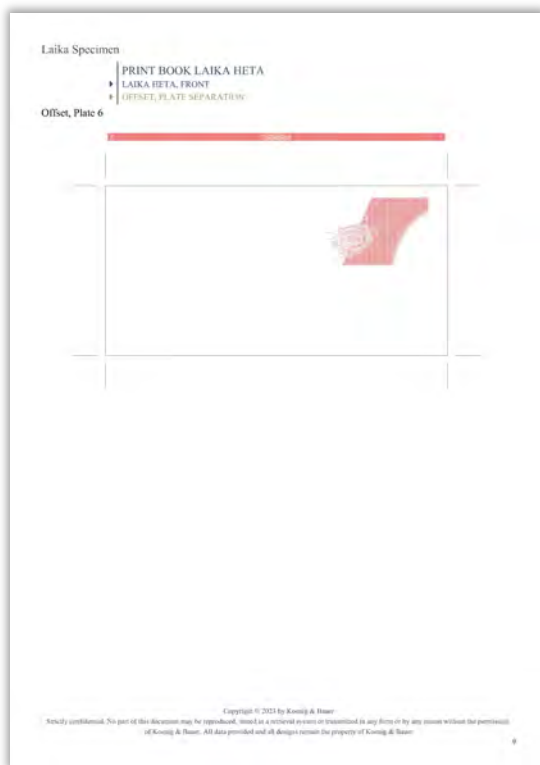 Laika Specimen
PRINT BOOK LAIKA HETA
LAIKA HETA, FRONT
OFFSET, PLATE SEPARATION
Offset, Plate 6
Copyright © 2023 by Koenig & Bauer
Strictly confidential. No part of this document may be reproduced, stored in a retrieval system or transmitted in any form or by any means without the permission
of Koenig & Bauer. All data provided and all designs remain the property of Koenig & Bauer